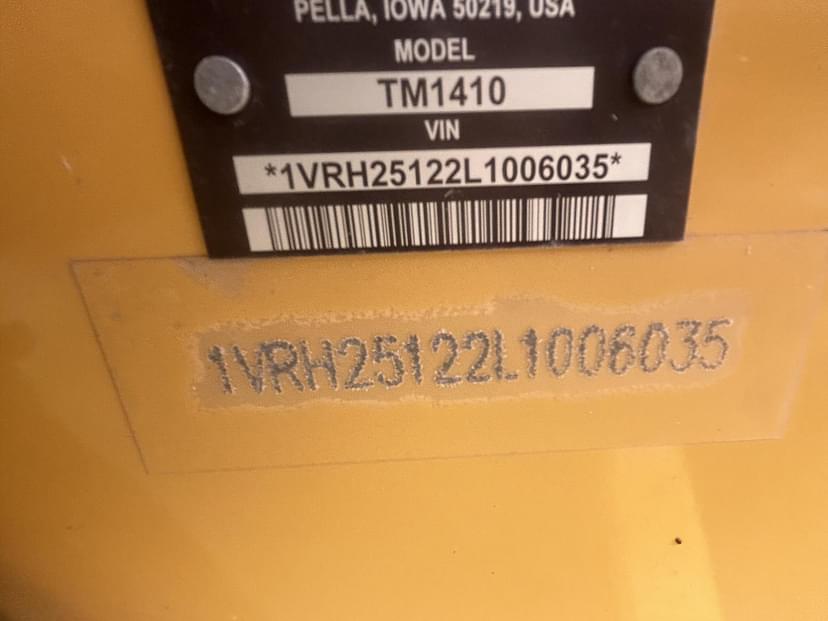 PELLA, IOWA 50219, USA
MODEL
TM1410
VIN
*1VRH25122L1006035*
1VRH25122L1006035